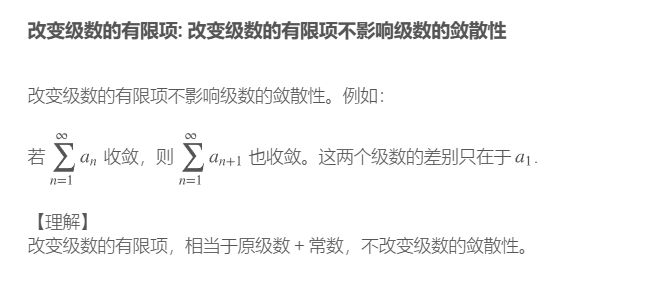 改变级数的有限项: 改变级数的有限项不影响级数的敛散性
改变级数的有限项不影响级数的敛散性。例如：
若 $\sum_{n=1}^{\infty} a_n$ 收敛，则 $\sum_{n=1}^{\infty} a_{n+1}$ 也收敛。这两个级数的差别只在于 $a_1$.
【理解】
改变级数的有限项，相当于原级数 + 常数，不改变级数的敛散性。